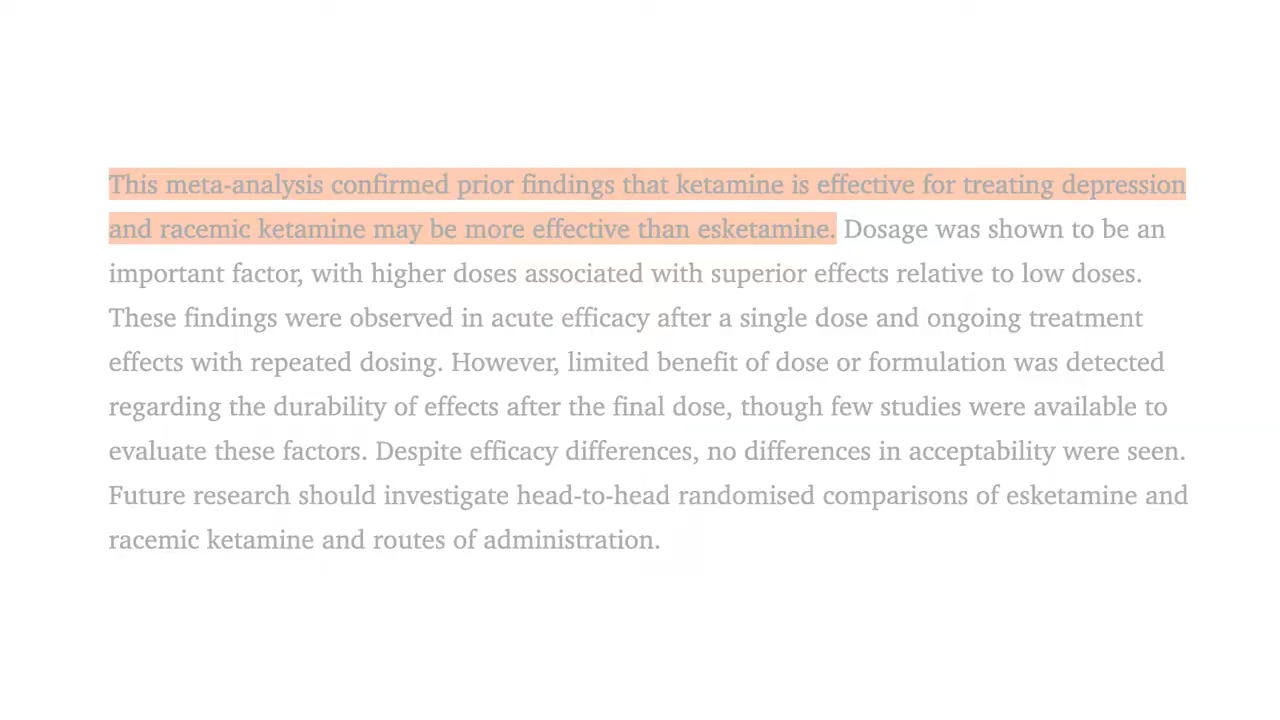 This meta-analysis confirmed prior findings that ketamine is effective for treating depression
and racemic ketamine may be more effective than esketamine. Dosage was shown to be an
important factor, with higher doses associated with superior effects relative to low doses.
These findings were observed in acute efficacy after a single dose and ongoing treatment
effects with repeated dosing. However, limited benefit of dose or formulation was detected
regarding the durability of effects after the final dose, though few studies were available to
evaluate these factors. Despite efficacy differences, no differences in acceptability were seen.
Future research should investigate head-to-head randomised comparisons of esketamine and
racemic ketamine and routes of administration.